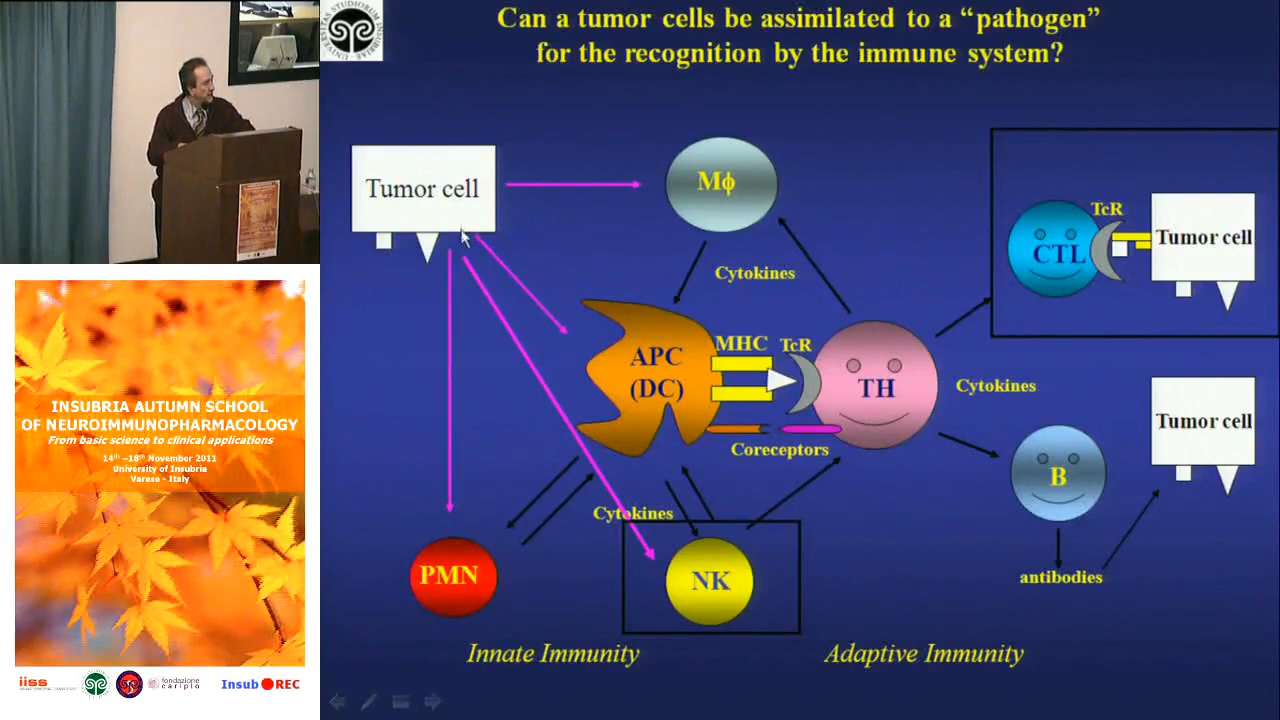 UNIVERSITAS STUDIORUM INSUBRIAE
Can a tumor cells be assimilated to a “pathogen”
for the recognition by the immune system?
Tumor cell
Mϕ
Cytokines
APC
(DC)
MHC
TcR
TH
Coreceptors
Cytokines
TcR
CTL
Tumor cell
Tumor cell
B
antibodies
Cytokines
PMN
NK
Innate Immunity
Adaptive Immunity
INSUBRIA AUTUMN SCHOOL
OF NEUROIMMUNOPHARMACOLOGY
From basic science to clinical applications
14th –18th November 2011
University of Insubria
Varese - Italy
iiss
fondazione
cariplo
Insub REC